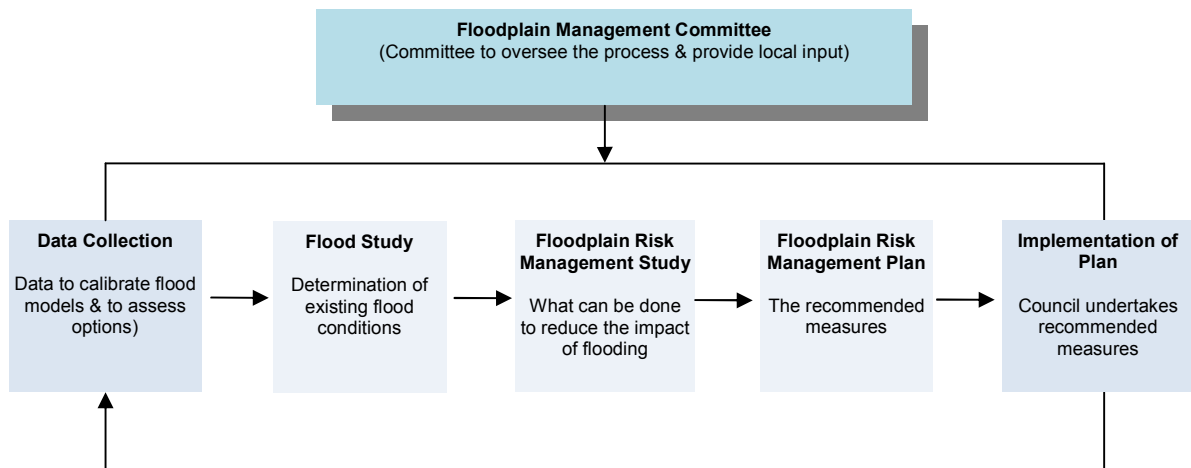 Floodplain Management Committee
(Committee to oversee the process & provide local input)
Data Collection
Data to calibrate flood
models & to assess
options)
Flood Study
Determination of
existing flood
conditions
Floodplain Risk
Management Study
What can be done
to reduce the impact
of flooding
Floodplain Risk
Management Plan
The recommended
measures
Implementation of
Plan
Council undertakes
recommended
measures